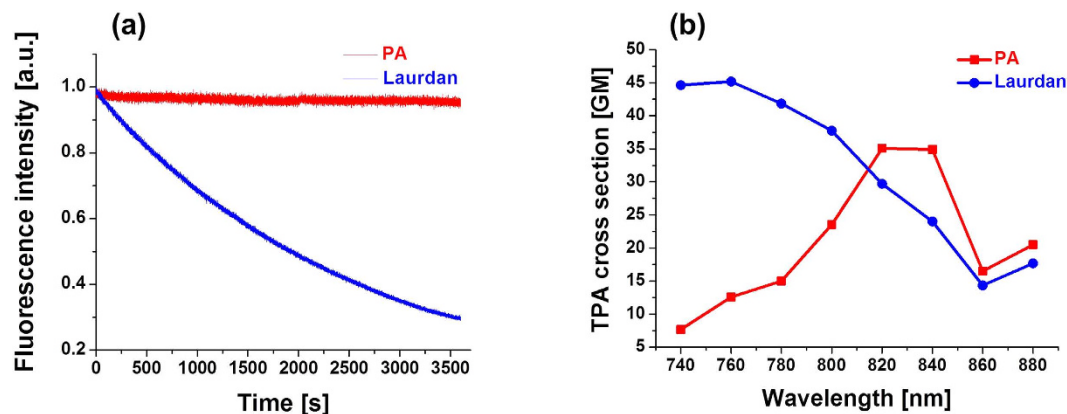 (a)
PA
Laurdan
Fluorescence intensity [a.u.]
1.0
0.8
0.6
0.4
0.2
0 500 1000 1500 2000 2500 3000 3500
Time [s]
(b)
PA
Laurdan
TPA cross section [GM]
50
45
40
35
30
25
20
15
10
5
740 760 780 800 820 840 860 880
Wavelength [nm]